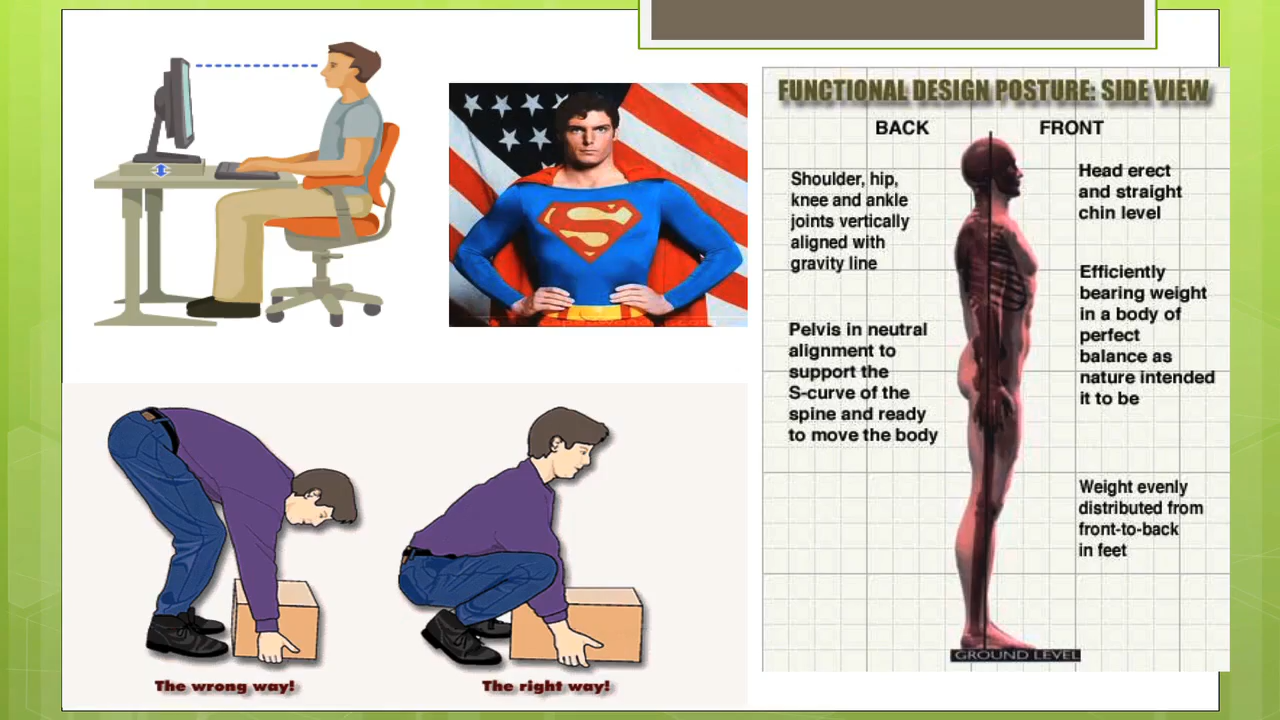 FUNCTIONAL DESIGN POSTURE: SIDE VIEW
BACK
FRONT
Shoulder, hip,
knee and ankle
joints vertically
aligned with
gravity line
Pelvis in neutral
alignment to
support the
S-curve of the
spine and ready
to move the body
Head erect
and straight
chin level
Efficiently
bearing weight
in a body of
perfect
balance as
nature intended
it to be
Weight evenly
distributed from
front-to-back
in feet
GROUND LEVEL
The wrong way!
The right way!